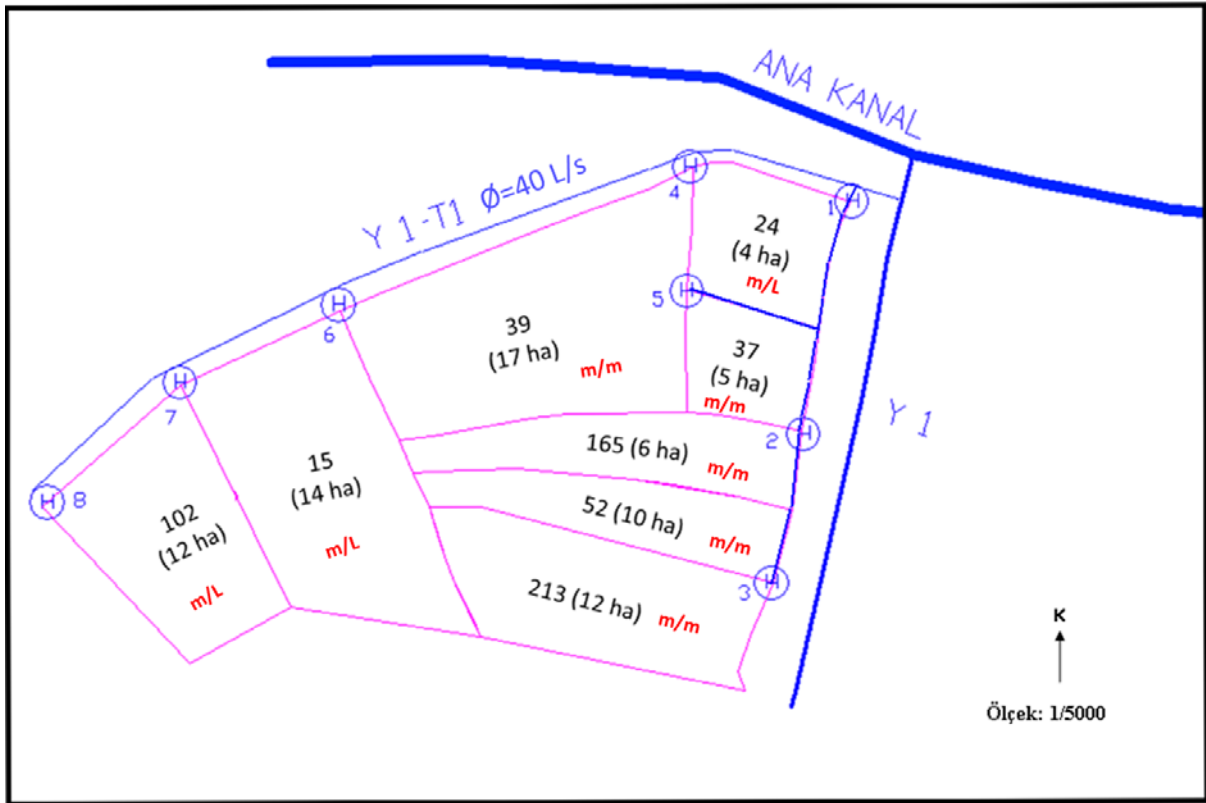 ANA KANAL
Y 1 -T1 Ø=40 L/s
H
4
H
1
24
(4 ha)
m/L
H
5
H
6
39
(17 ha)
m/m
37
(5 ha)
m/m
H
7
Y 1
H
2
165 (6 ha)
m/m
15
(14 ha)
m/L
H
8
102
(12 ha)
m/L
52 (10 ha)
m/m
H
3
213 (12 ha)
m/m
K
Ölçek: 1/5000